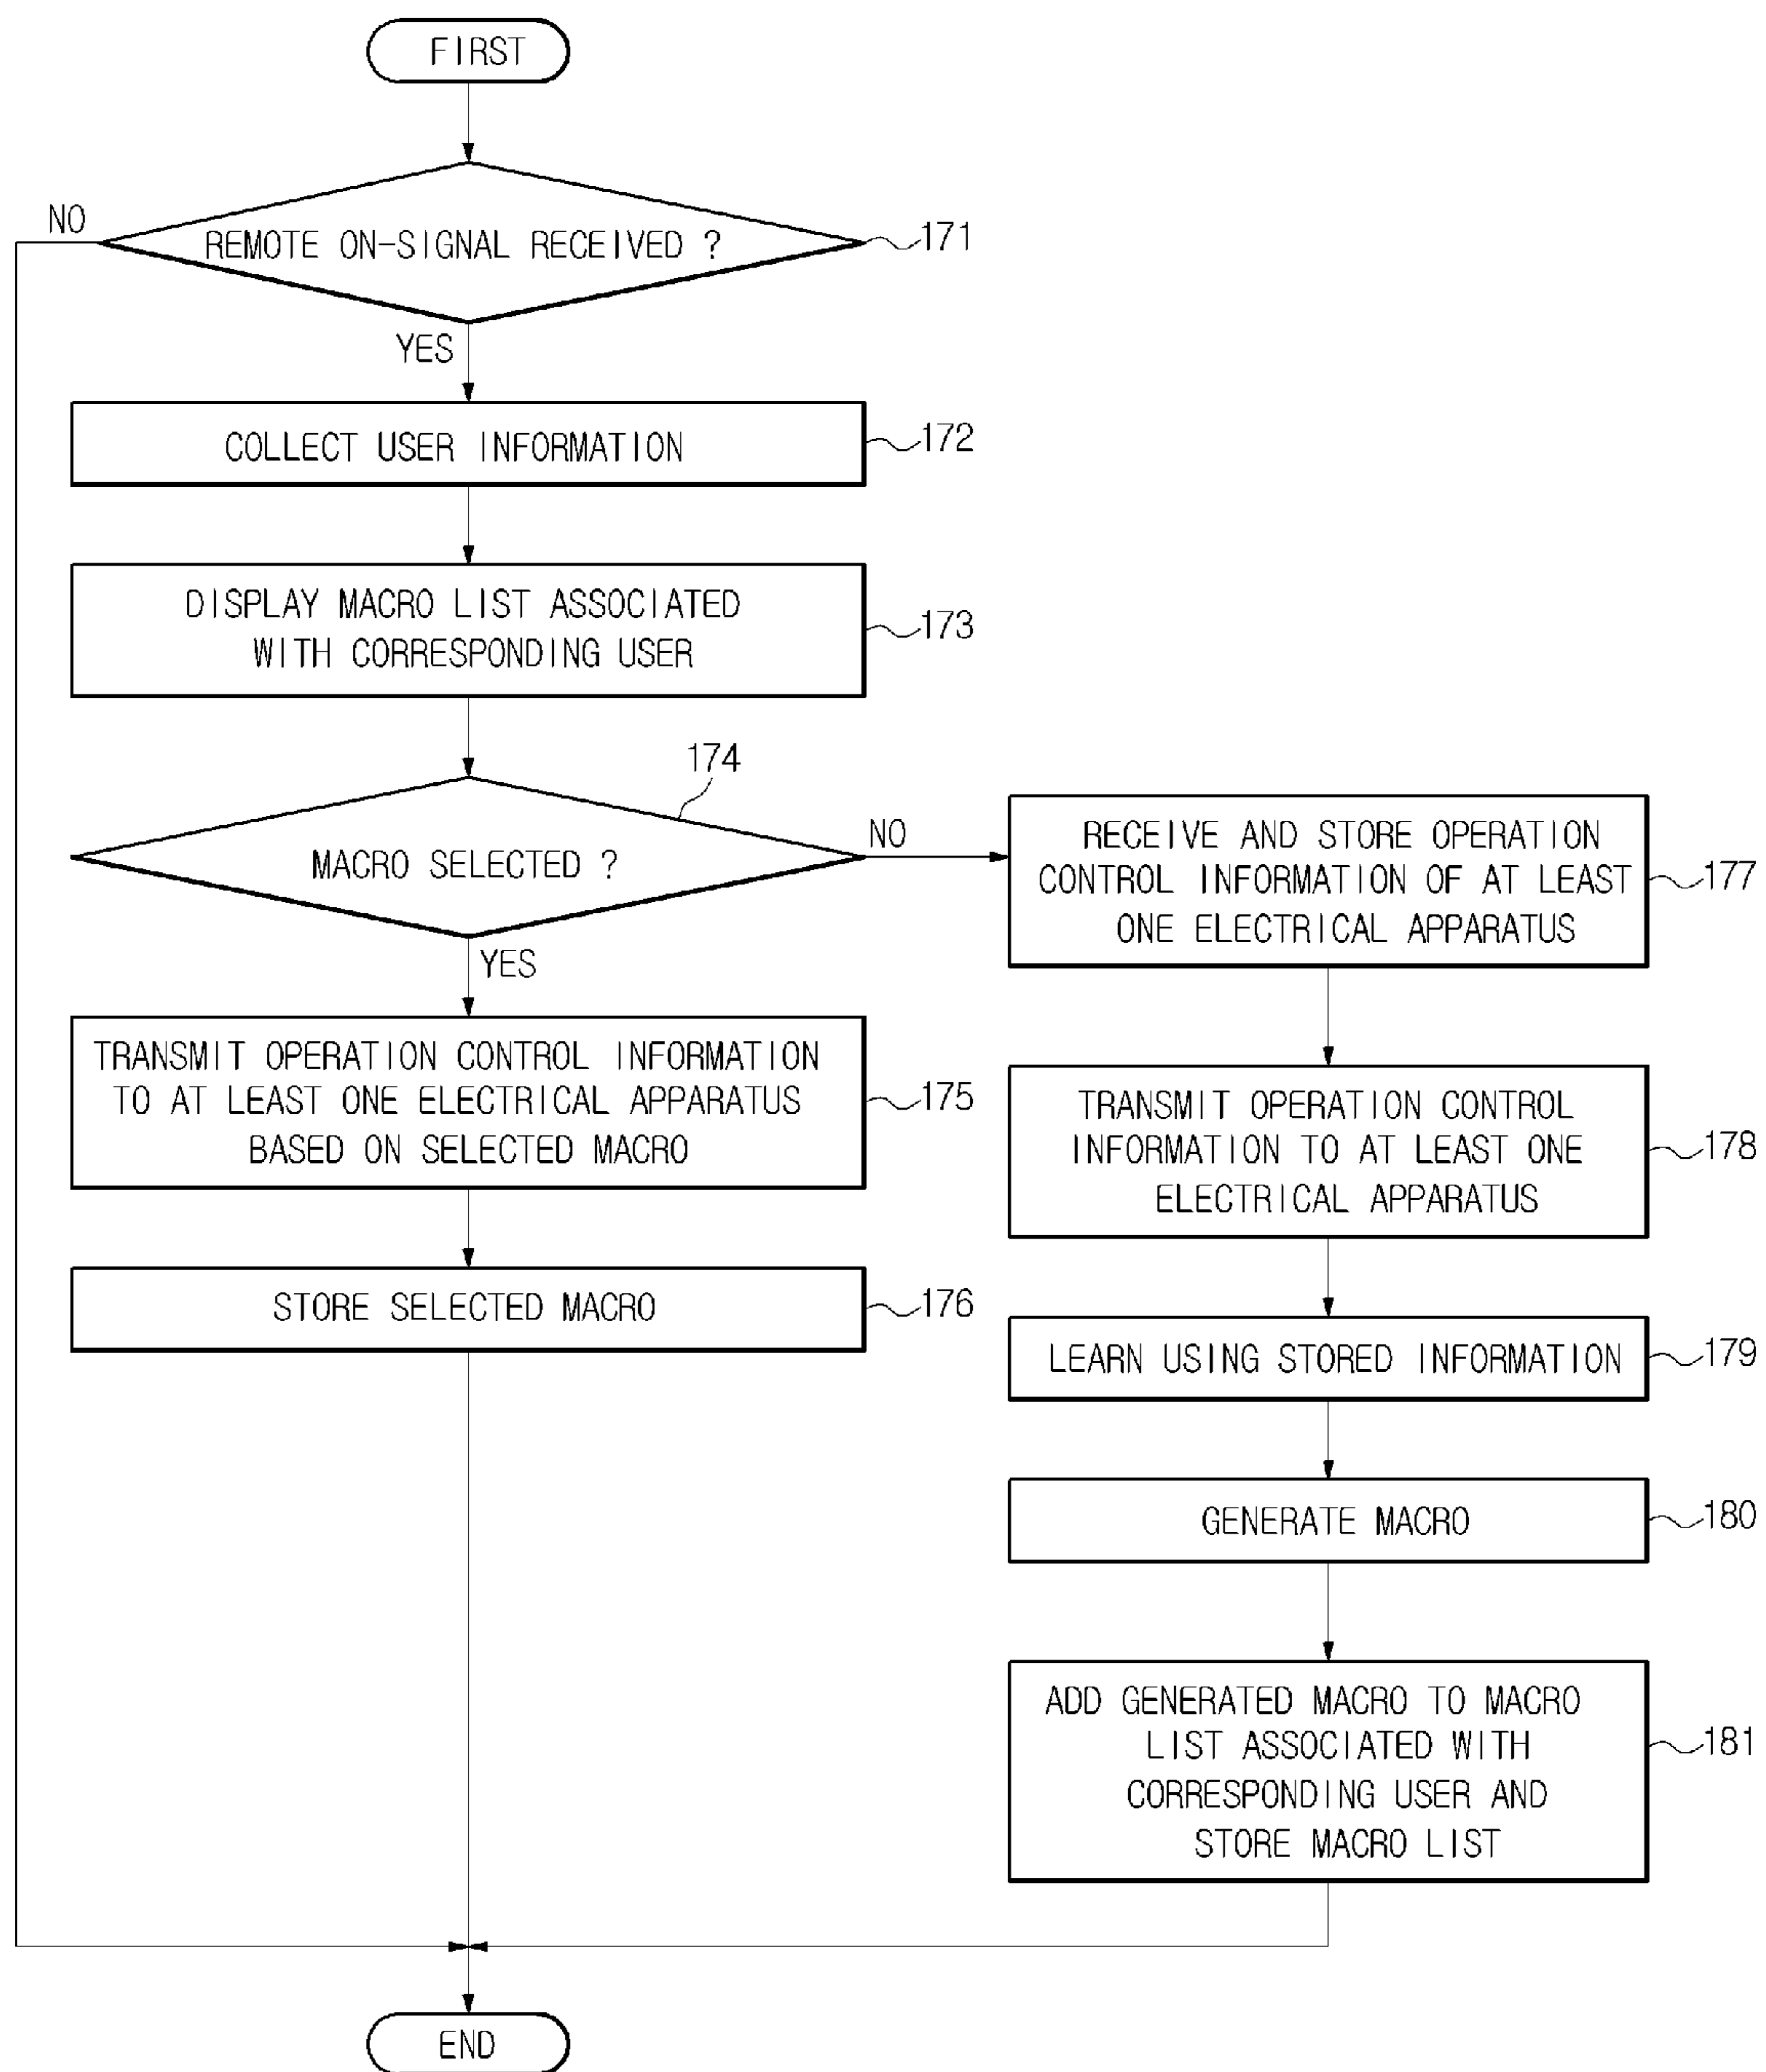 FIRST
NO
REMOTE ON-SIGNAL RECEIVED ?
171
YES
COLLECT USER INFORMATION
172
DISPLAY MACRO LIST ASSOCIATED
WITH CORRESPONDING USER
173
174
MACRO SELECTED ?
NO
YES
TRANSMIT OPERATION CONTROL INFORMATION
TO AT LEAST ONE ELECTRICAL APPARATUS
BASED ON SELECTED MACRO
175
STORE SELECTED MACRO
176
RECEIVE AND STORE OPERATION
CONTROL INFORMATION OF AT LEAST
ONE ELECTRICAL APPARATUS
177
TRANSMIT OPERATION CONTROL
INFORMATION TO AT LEAST ONE
ELECTRICAL APPARATUS
178
LEARN USING STORED INFORMATION
179
GENERATE MACRO
180
ADD GENERATED MACRO TO MACRO
LIST ASSOCIATED WITH
CORRESPONDING USER AND
STORE MACRO LIST
181
END